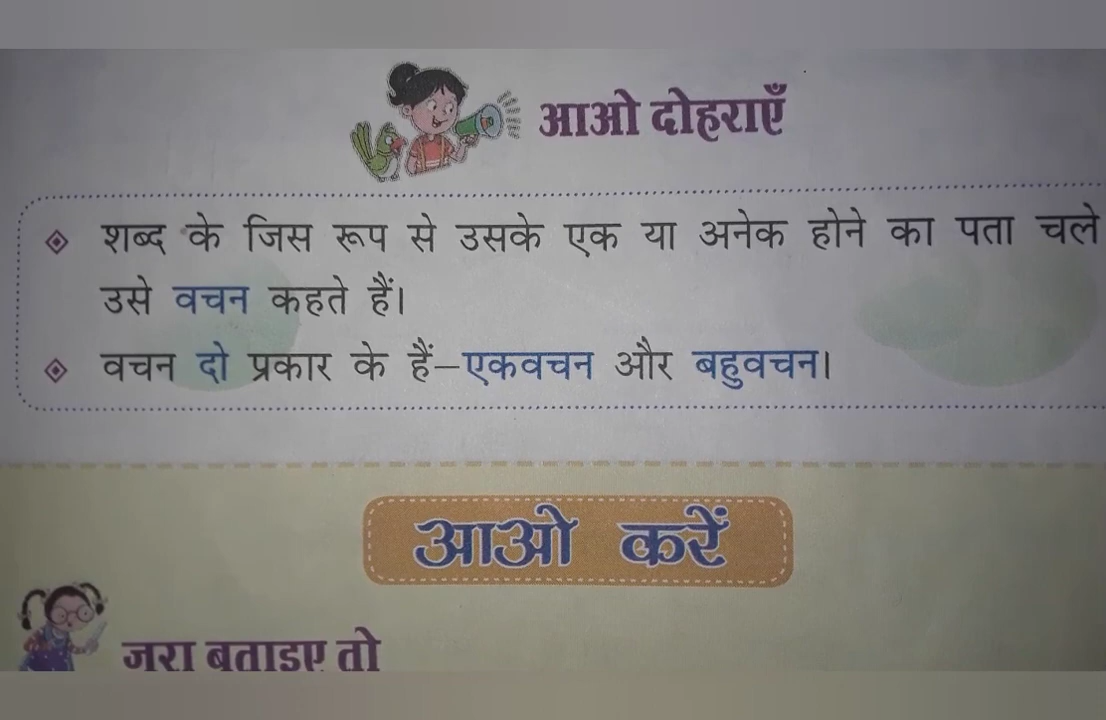 आओ दोहराएँ
शब्द के जिस रूप से उसके एक या अनेक होने का पता चले
उसे वचन कहते हैं।
वचन दो प्रकार के हैं–एकवचन और बहुवचन।
आओ करें
जरा बताइए तो